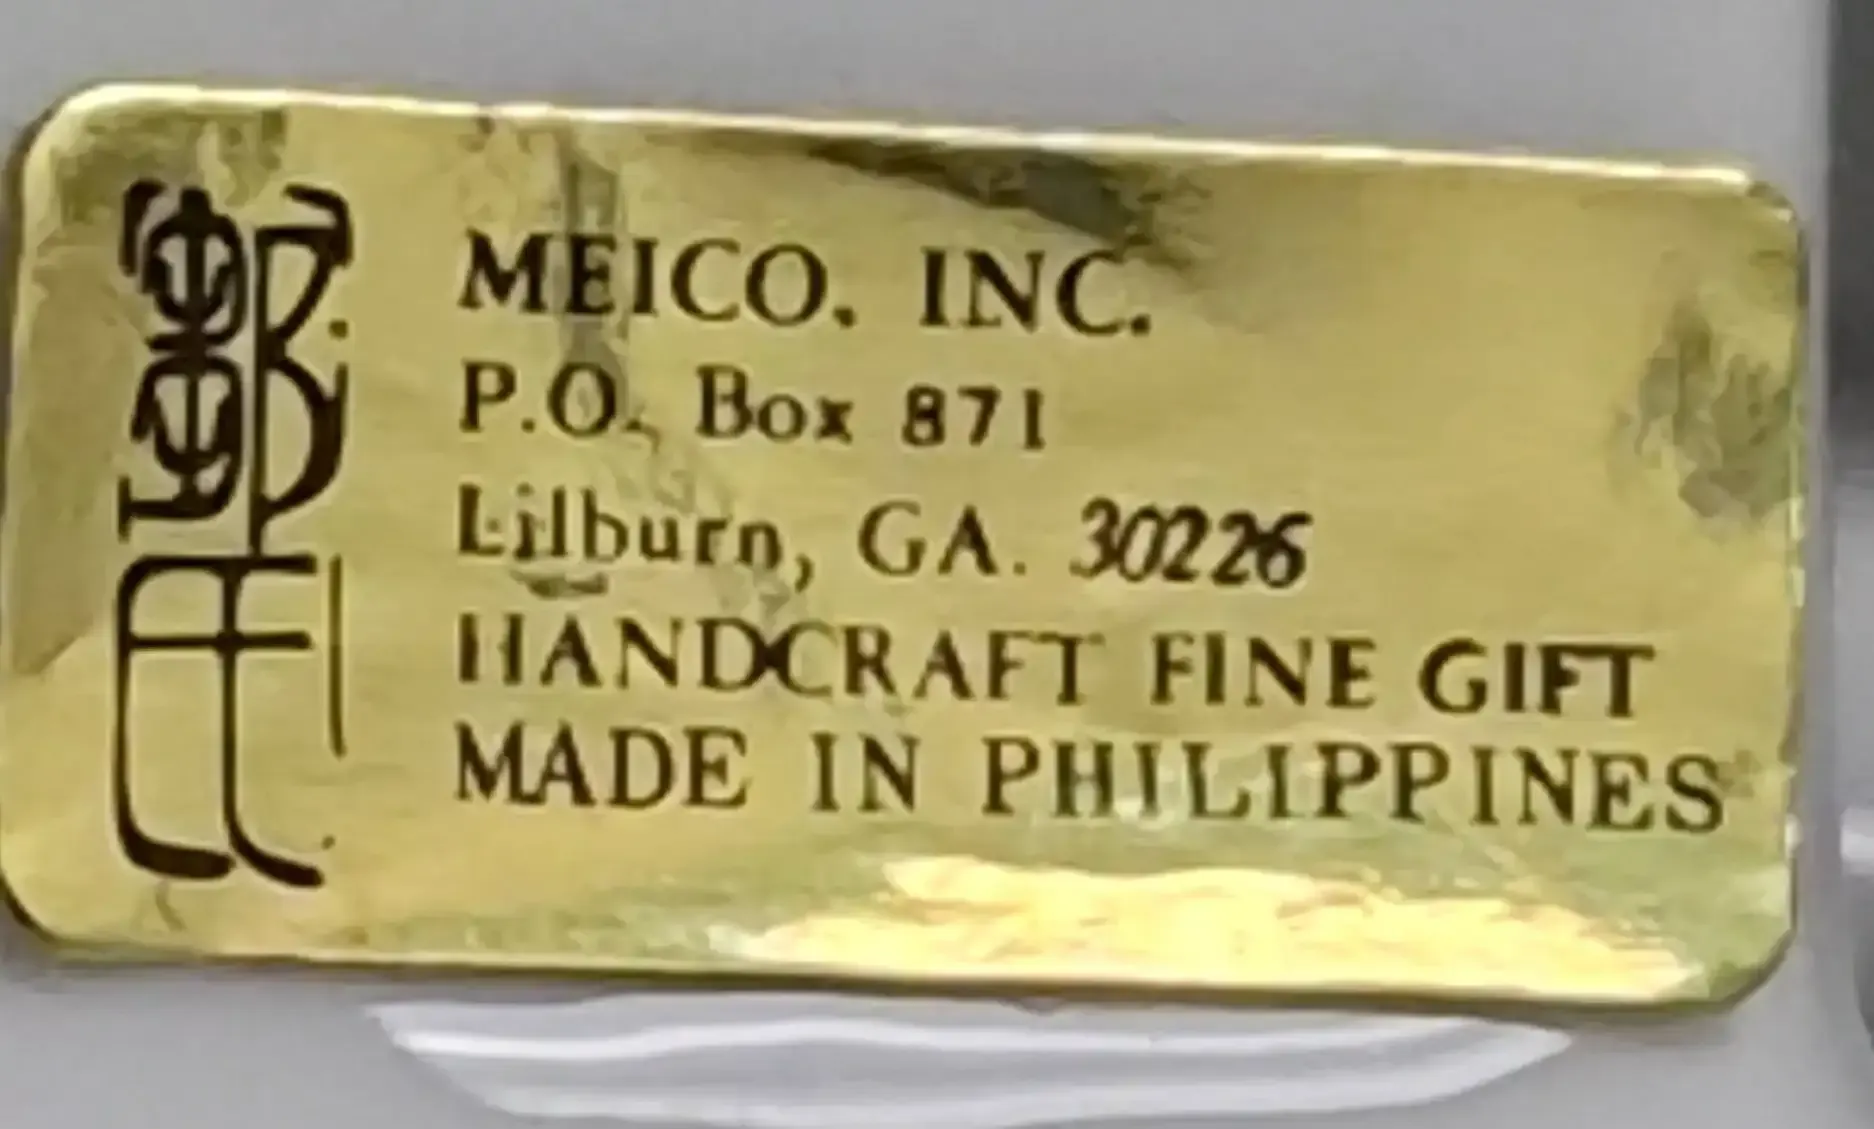 MEICO, INC.
P.O. Box 871
Lilburn, GA. 30226
HANDCRAFT FINE GIFT
MADE IN PHILIPPINES